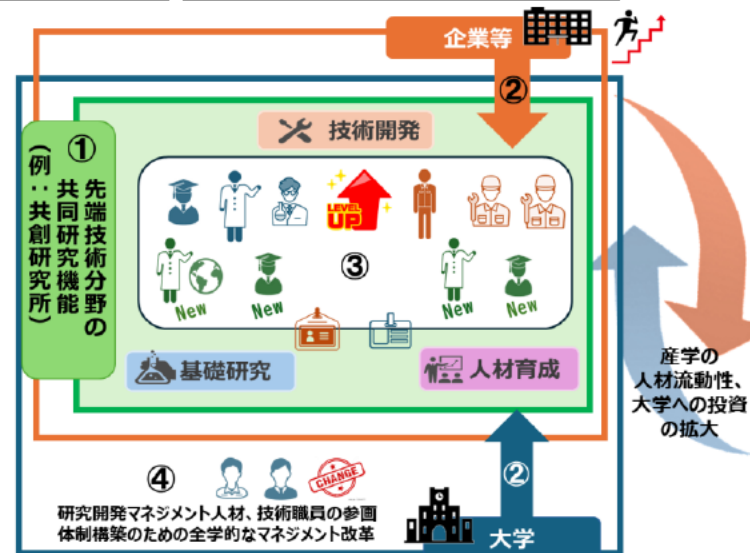 企業等
②
技術開発
①
先端技術分野の
共同研究機能
(例：共創研究所)
LEVEL
UP
③
New
New
New
New
基礎研究
人材育成
産学の
人材流動性、
大学への投資
の拡大
④
CHANGE
研究開発マネジメント人材、技術職員の参画
体制構築のための全学的なマネジメント改革
②
大学